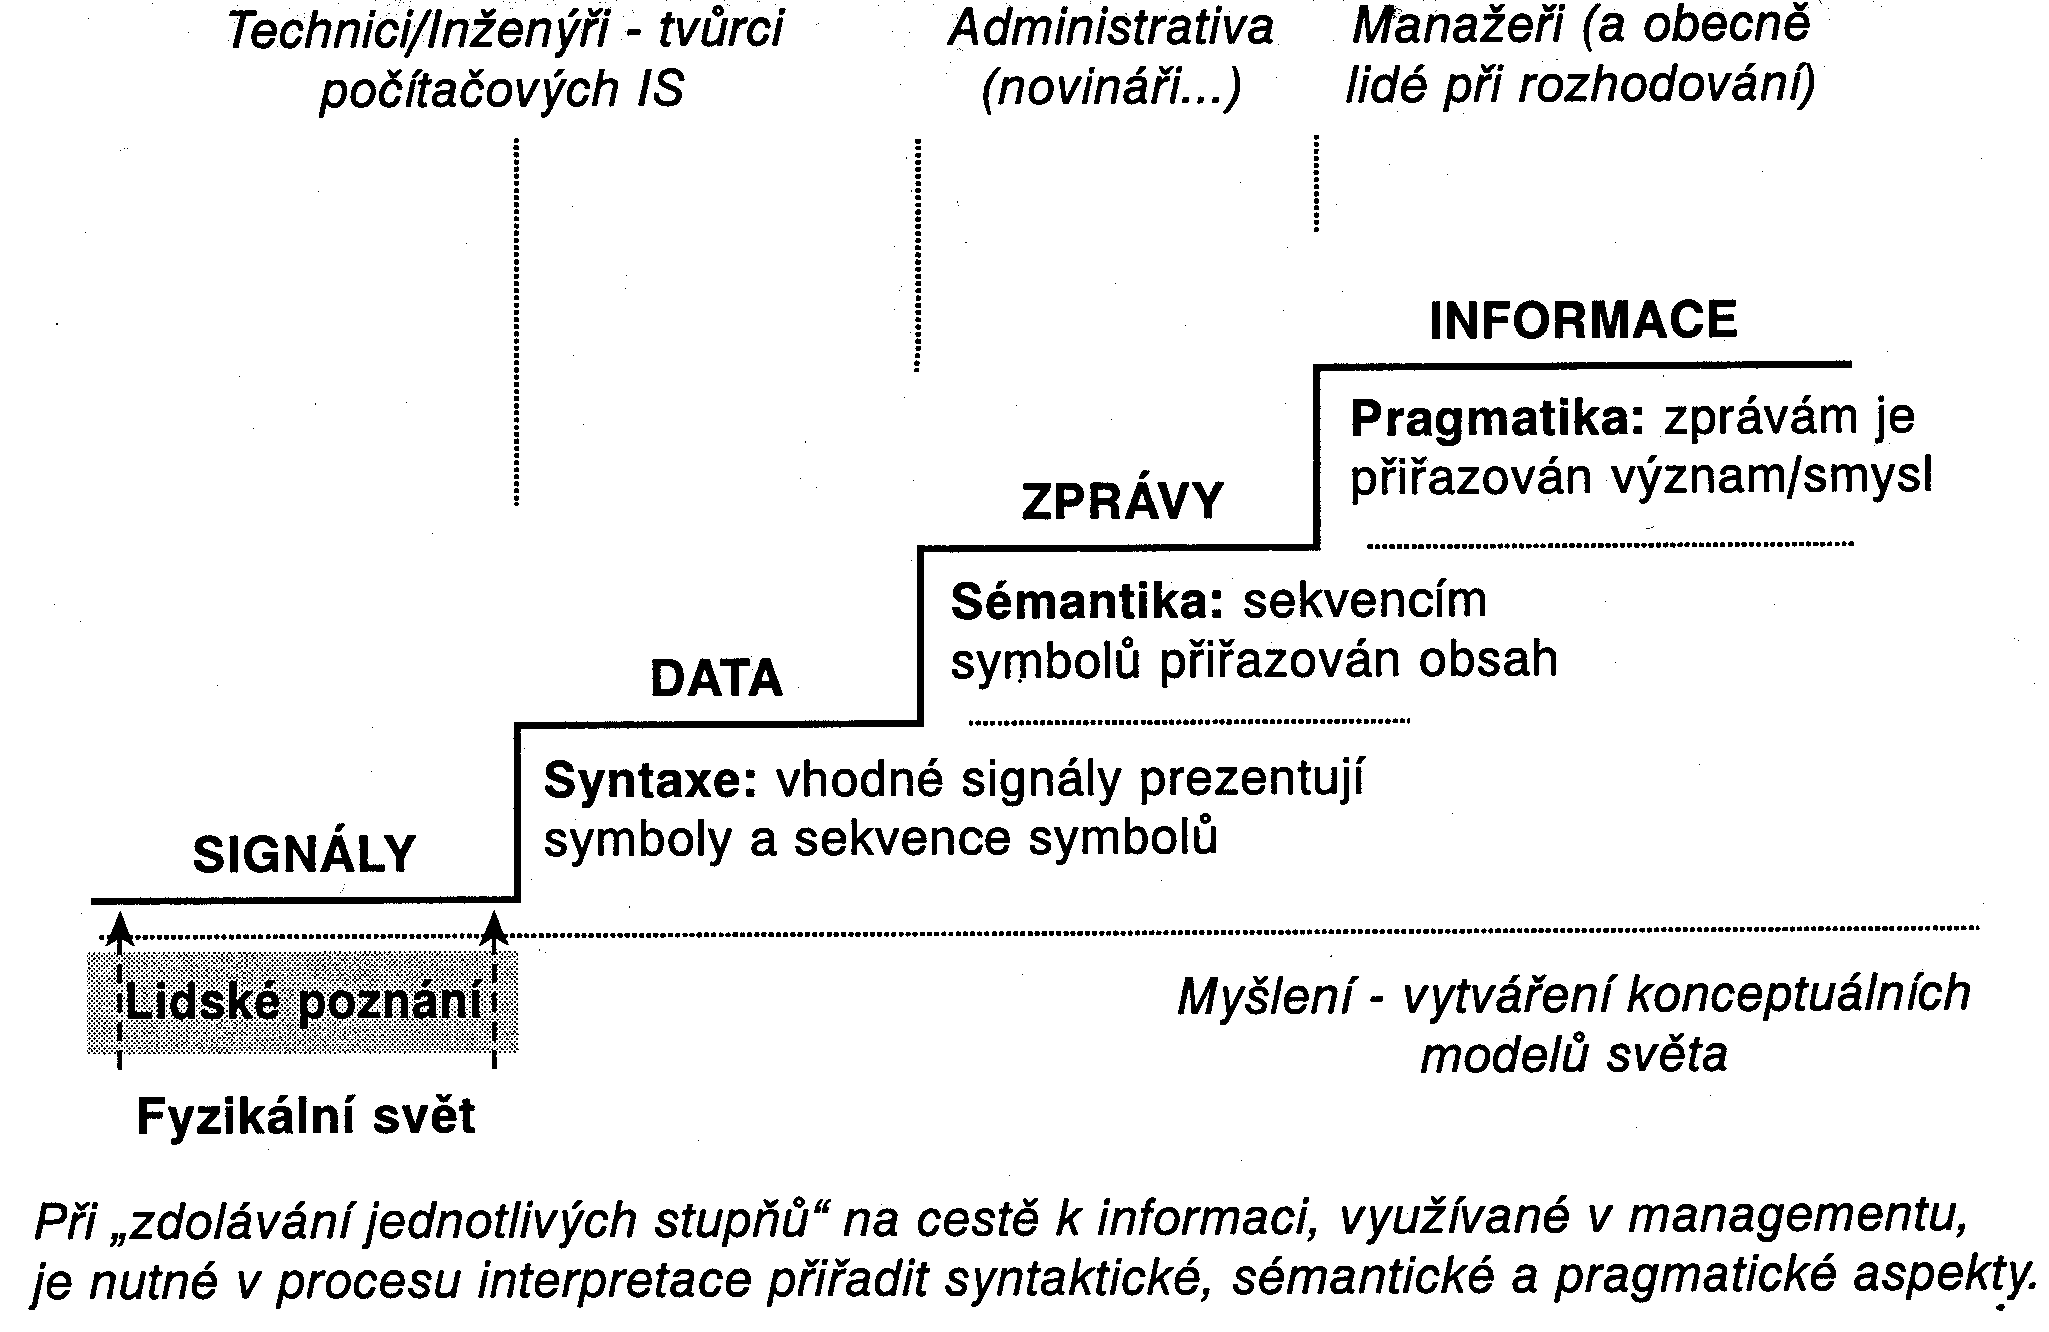 Technici/Inženýři - tvůrci
počítačových IS
Administrativa
(novináři...)
Manažeři (a obecně
lidé při rozhodování)
INFORMACE
Pragmatika: zprávám je
přiřazován význam/smysl
ZPRÁVY
Sémantika: sekvencím
symbolů přiřazován obsah
DATA
Syntaxe: vhodné signály prezentují
symboly a sekvence symbolů
SIGNÁLY
Lidské poznání
Myšlení - vytváření konceptuálních
modelů světa
Fyzikální svět
Při „zdolávání jednotlivých stupňů“ na cestě k informaci, využívané v managementu,
je nutné v procesu interpretace přiřadit syntaktické, sémantické a pragmatické aspekty.